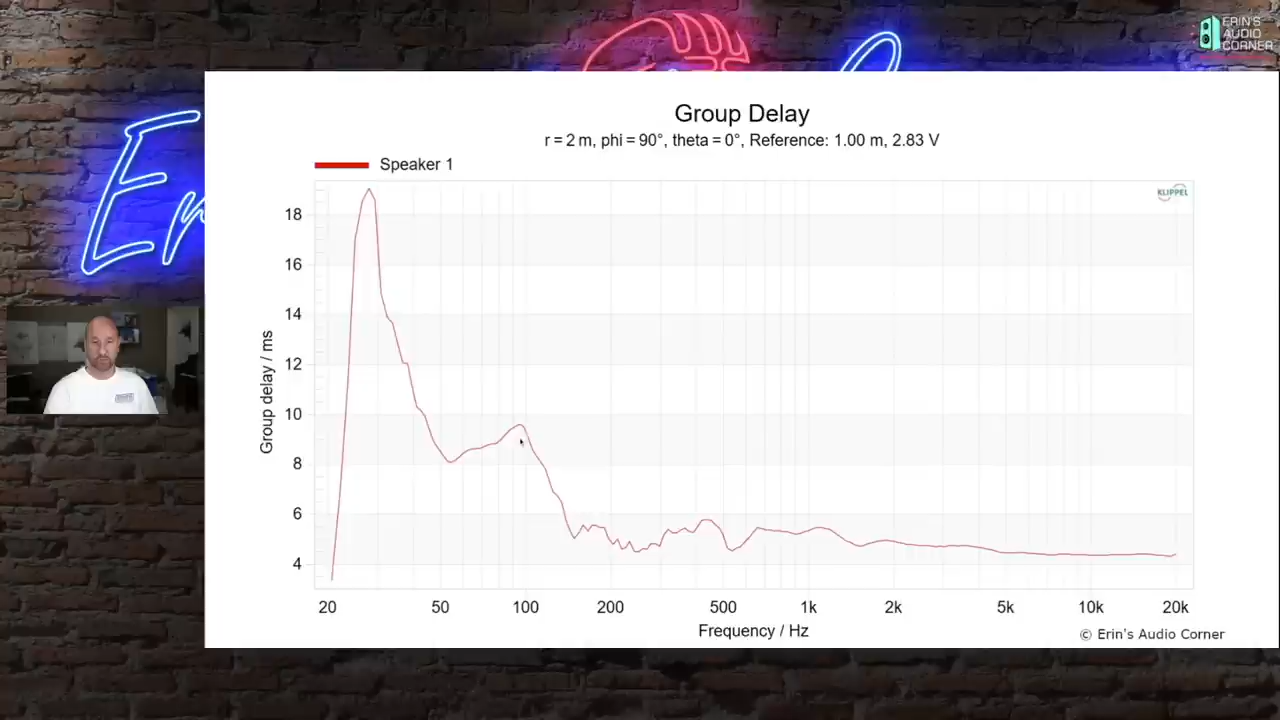 ERIN'S
AUDIO
CORNER
Er
Group Delay
r = 2 m, phi = 90°, theta = 0°, Reference: 1.00 m, 2.83 V
Speaker 1
KLIPPEL
18
16
14
12
10
8
6
4
Group delay / ms
20 50 100 200 500 1k 2k 5k 10k 20k
Frequency / Hz
© Erin's Audio Corner